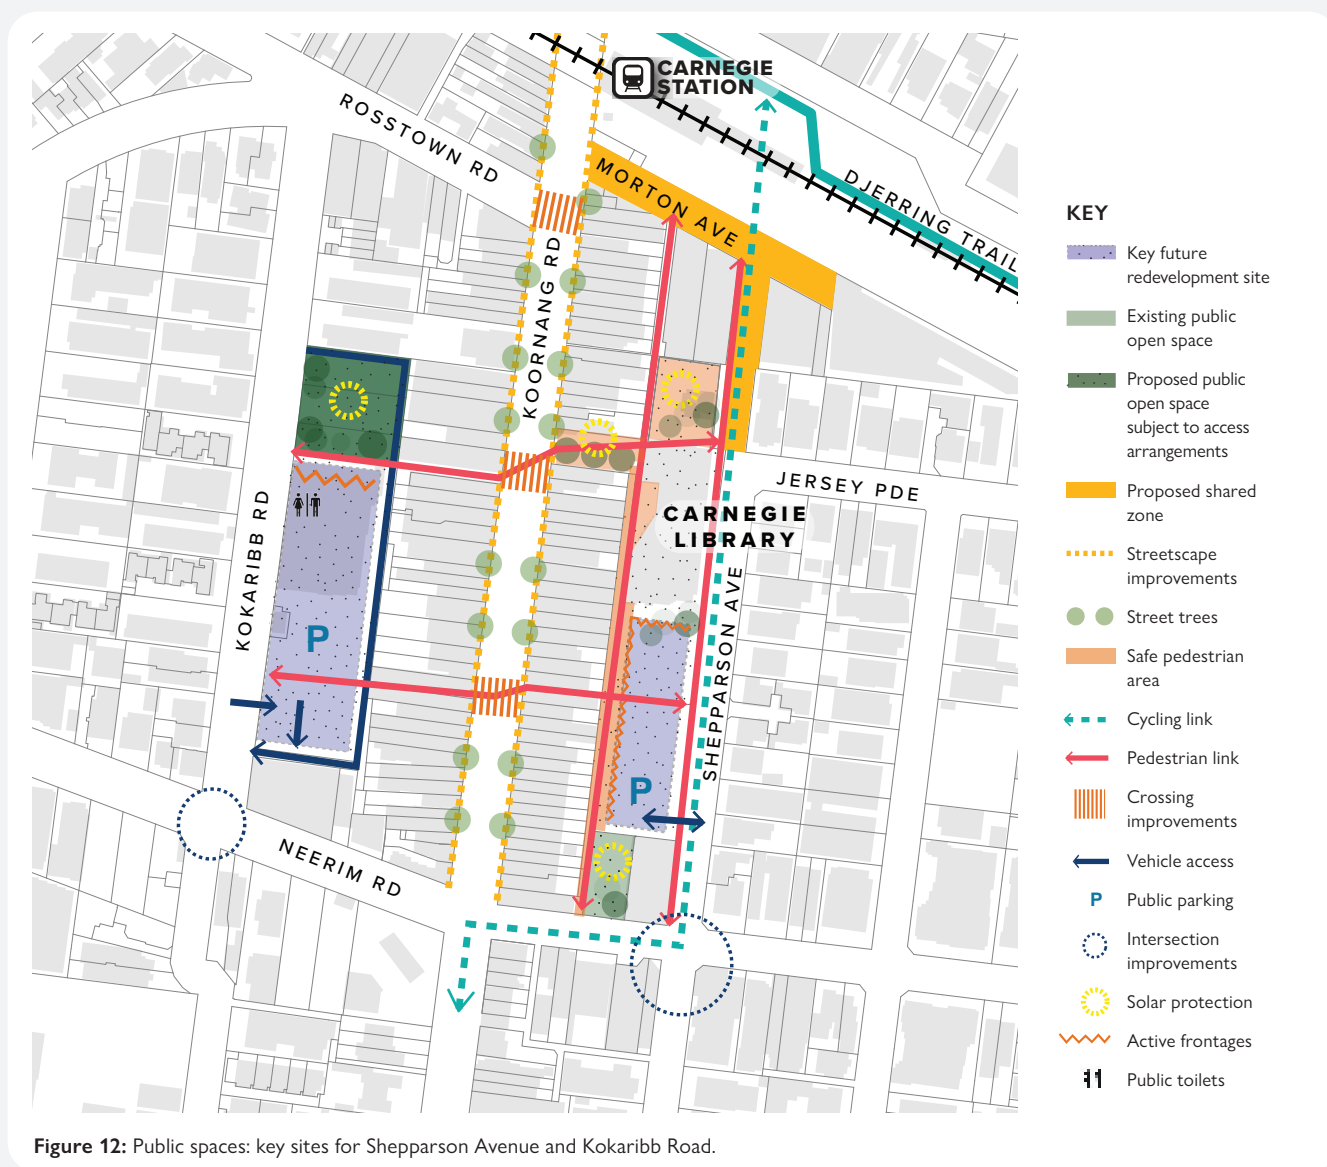 CARNEGIE
STATION
ROSSTOWN RD
MORTON AVE
DJERRING TRAIL
KOORNANG RD
JERSEY PDE
CARNEGIE
LIBRARY
KOKARIBB RD
P
SHEPPARSON AVE
P
NEERIM RD
KEY
Key future
redevelopment site
Existing public
open space
Proposed public
open space
subject to access
arrangements
Proposed shared
zone
Streetscape
improvements
Street trees
Safe pedestrian
area
Cycling link
Pedestrian link
Crossing
improvements
Vehicle access
P Public parking
Intersection
improvements
Solar protection
Active frontages
Public toilets
Figure 12: Public spaces: key sites for Shepparson Avenue and Kokaribb Road.